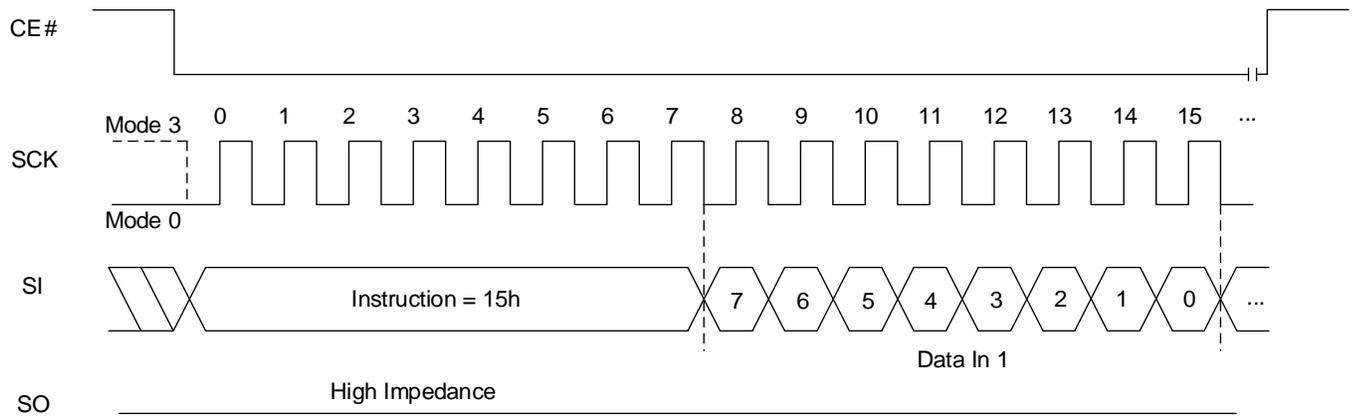 CE#
0 1 2 3 4 5 6 7 8 9 10 11 12 13 14 15 ...
Mode 3
SCK
Mode 0
SI
Instruction = 15h
7 6 5 4 3 2 1 0 ...
Data In 1
High Impedance
SO